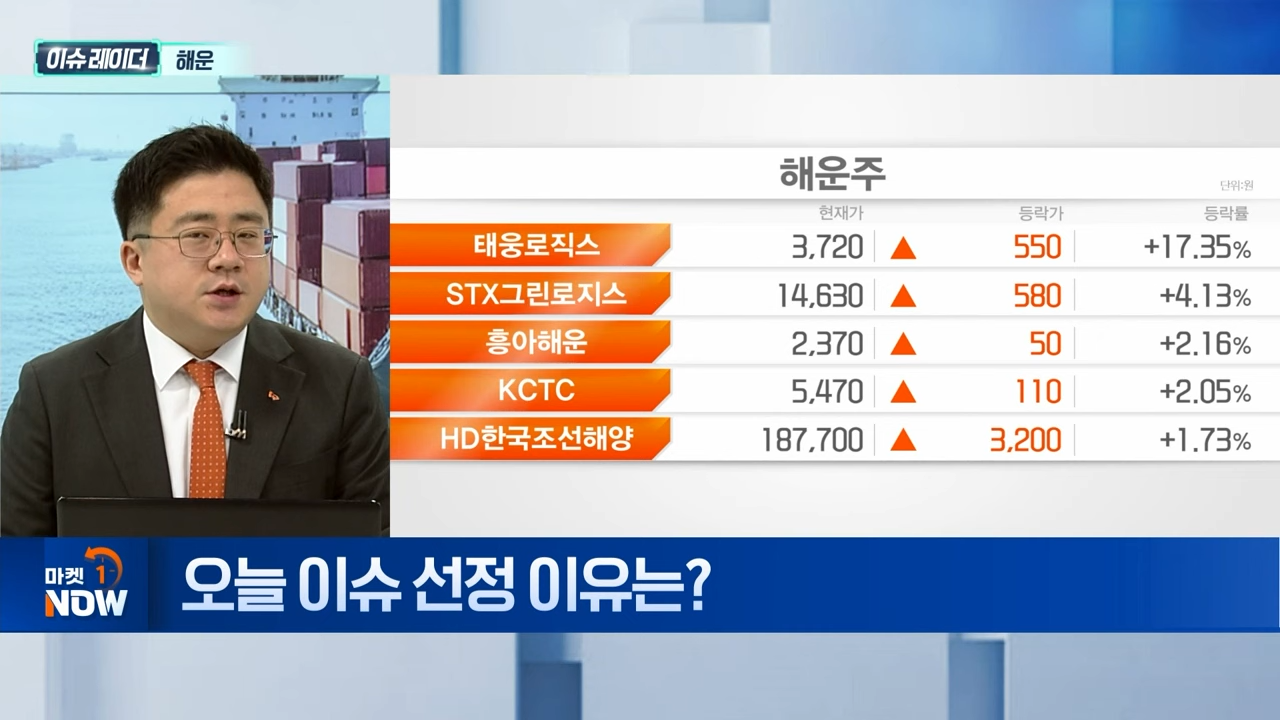 이슈 레이더 해운
해운주
단위:원
현재가 등락가 등락률
태웅로직스 3,720 ▲ 550 +17.35%
STX그린로지스 14,630 ▲ 580 +4.13%
흥아해운 2,370 ▲ 50 +2.16%
KCTC 5,470 ▲ 110 +2.05%
HD한국조선해양 187,700 ▲ 3,200 +1.73%
마켓 1
NOW
오늘 이슈 선정 이유는?